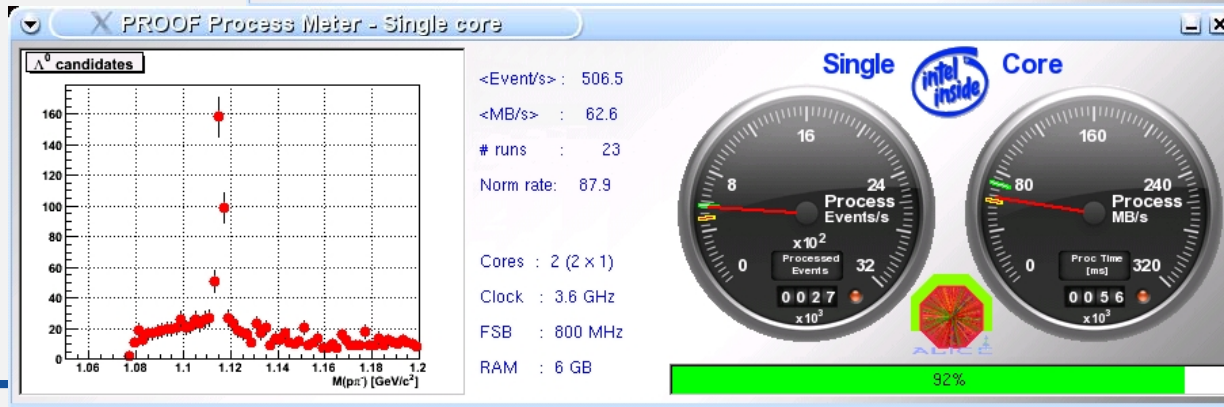 PROOF Process Meter - Single core
Λ⁰ candidates
160
140
120
100
80
60
40
20
0
1.06 1.08 1.1 1.12 1.14 1.16 1.18 1.2
M(pπ⁻) [GeV/c²]
<Event/s> : 506.5
<MB/s> : 62.6
# runs : 23
Norm rate: 87.9
Cores : 2 (2 x 1)
Clock : 3.6 GHz
FSB : 800 MHz
RAM : 6 GB
Single
intel inside
Core
0 8 16 24 32
Process
Events/s
x10²
Processed
Events
0027
x10³
0 80 160 240 320
Process
MB/s
Proc Time
[ms]
0056
x10³
ALICE
92%